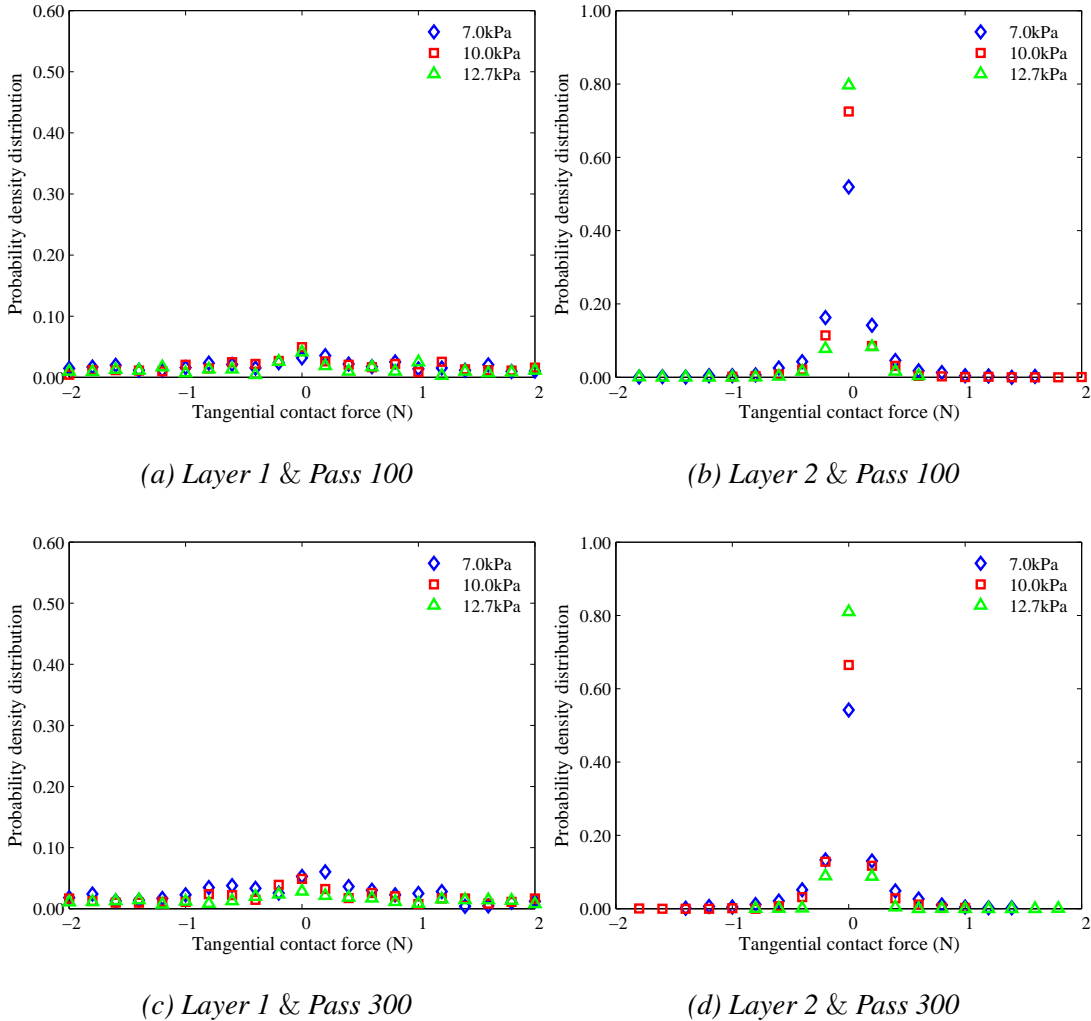 0.60
0.50
0.40
0.30
0.20
0.10
0.00
−2
−1
0
1
2
Probability density distribution
Tangential contact force (N)
7.0kPa
10.0kPa
12.7kPa
(a) Layer 1 & Pass 100
1.00
0.80
0.60
0.40
0.20
0.00
−2
−1
0
1
2
Probability density distribution
Tangential contact force (N)
7.0kPa
10.0kPa
12.7kPa
(b) Layer 2 & Pass 100
0.60
0.50
0.40
0.30
0.20
0.10
0.00
−2
−1
0
1
2
Probability density distribution
Tangential contact force (N)
7.0kPa
10.0kPa
12.7kPa
(c) Layer 1 & Pass 300
1.00
0.80
0.60
0.40
0.20
0.00
−2
−1
0
1
2
Probability density distribution
Tangential contact force (N)
7.0kPa
10.0kPa
12.7kPa
(d) Layer 2 & Pass 300